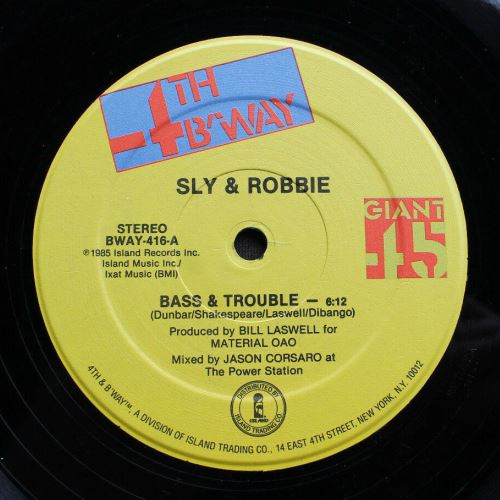 4TH
B'WAY
SLY & ROBBIE
STEREO
BWAY-416-A
℗1985 Island Records Inc.
Island Music Inc./
Ixat Music (BMI)
GIANT
45
BASS & TROUBLE — 6:12
(Dunbar/Shakespeare/Laswell/Dibango)
Produced by BILL LASWELL for
MATERIAL OAO
Mixed by JASON CORSARO at
The Power Station
DISTRIBUTED BY
ISLAND
ISLAND TRADING CO.
4TH & B'WAY™, A DIVISION OF ISLAND TRADING CO., 14 EAST 4TH STREET, NEW YORK, N.Y. 10012